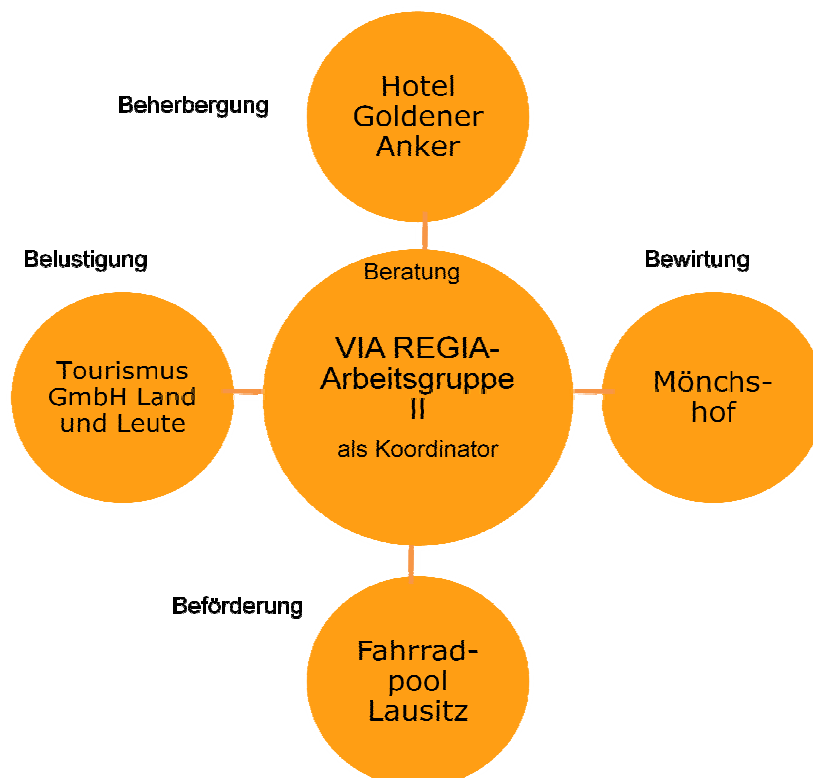 Beherbergung
Hotel
Goldener
Anker
Belustigung
Tourismus
GmbH Land
und Leute
Beratung
VIA REGIA-
Arbeitsgruppe
II
als Koordinator
Bewirtung
Mönchs-
hof
Beförderung
Fahrrad-
pool
Lausitz